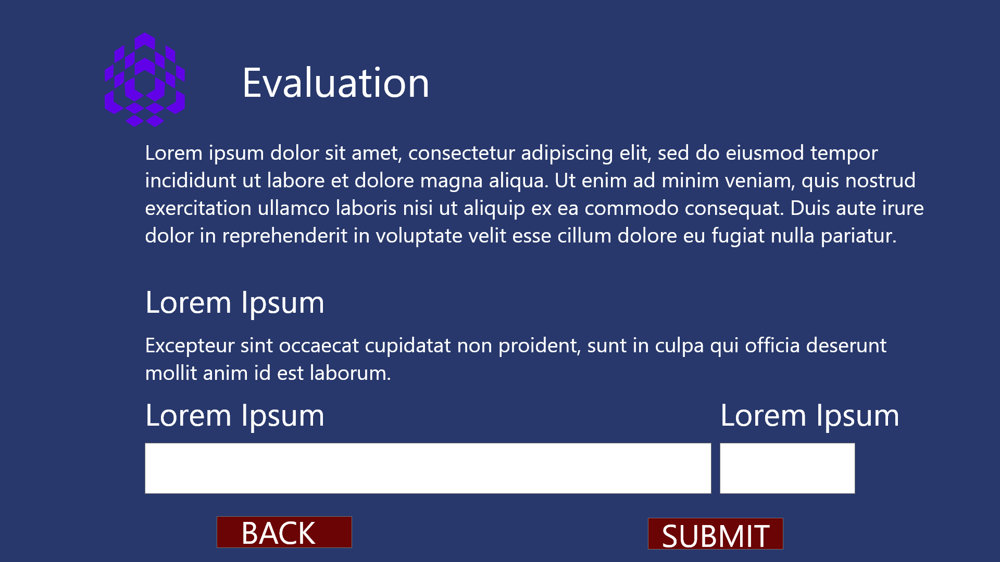 Evaluation
Lorem ipsum dolor sit amet, consectetur adipiscing elit, sed do eiusmod tempor
incididunt ut labore et dolore magna aliqua. Ut enim ad minim veniam, quis nostrud
exercitation ullamco laboris nisi ut aliquip ex ea commodo consequat. Duis aute irure
dolor in reprehenderit in voluptate velit esse cillum dolore eu fugiat nulla pariatur.
Lorem Ipsum
Excepteur sint occaecat cupidatat non proident, sunt in culpa qui officia deserunt
mollit anim id est laborum.
Lorem Ipsum
Lorem Ipsum
BACK
SUBMIT